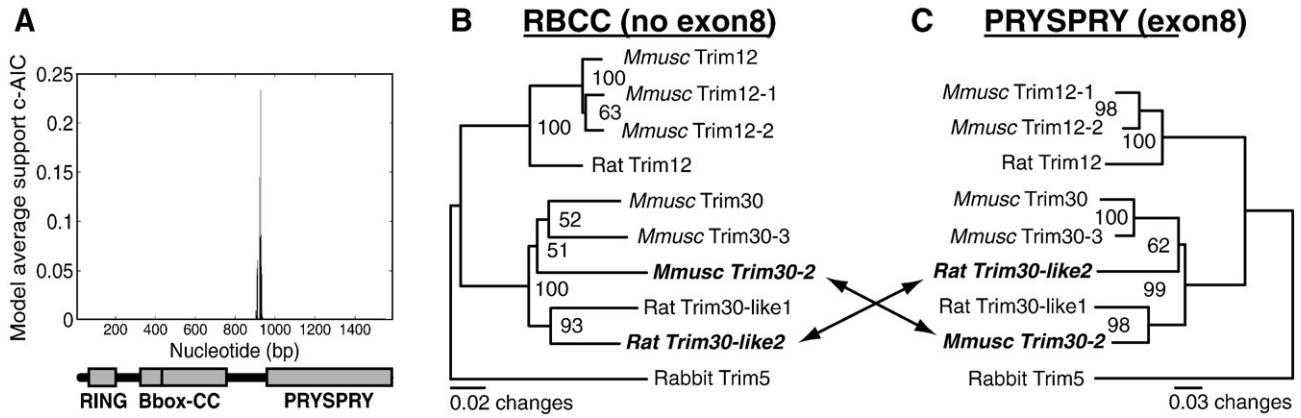 A
Model average support c-AIC
0.25
0.2
0.15
0.1
0.05
0
200 400 600 800 1000 1200 1400
Nucleotide (bp)
RING Bbox-CC PRYSPRY
B RBCC (no exon8)
Mmusc Trim12
100
Mmusc Trim12-1
63
100
Mmusc Trim12-2
Rat Trim12
Mmusc Trim30
52
Mmusc Trim30-3
51
Mmusc Trim30-2
100
Rat Trim30-like1
93
Rat Trim30-like2
Rabbit Trim5
0.02 changes
C PRYSPRY (exon8)
Mmusc Trim12-1
98
Mmusc Trim12-2
100
Rat Trim12
Mmusc Trim30
100
Mmusc Trim30-3
62
Rat Trim30-like2
99
Rat Trim30-like1
98
Mmusc Trim30-2
Rabbit Trim5
0.03 changes